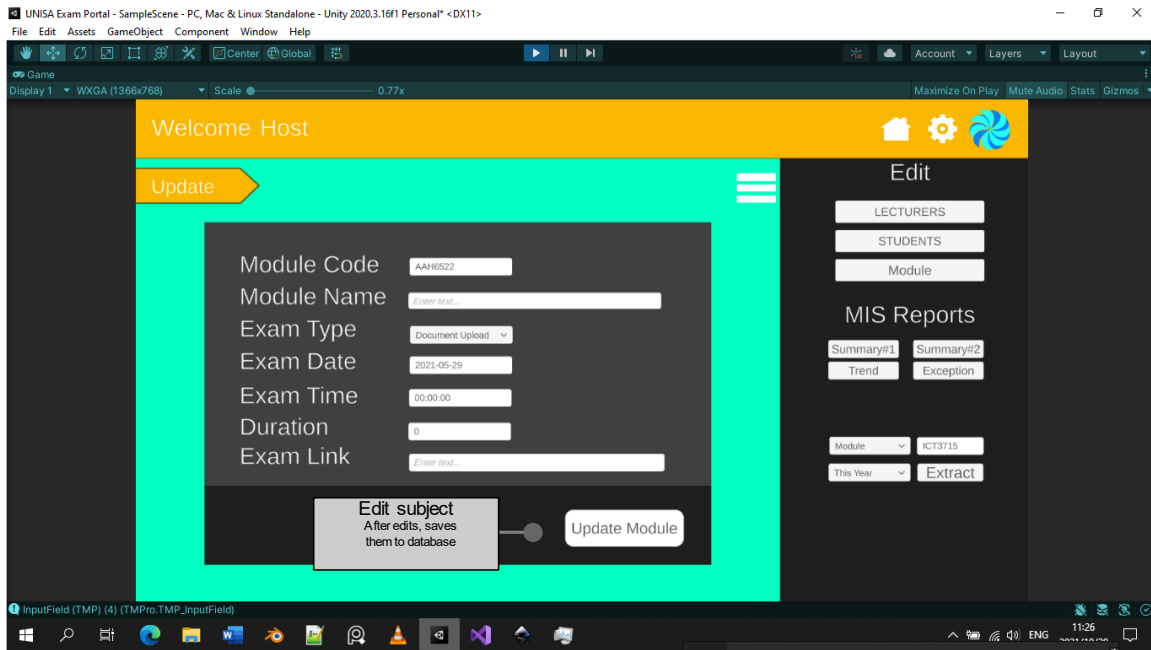 UNISA Exam Portal - SampleScene - PC, Mac & Linux Standalone - Unity 2020.3.16f1 Personal* <DX11>
File Edit Assets GameObject Component Window Help
Center Global Account Layers Layout
Game
Display 1 WXGA (1366x768) Scale 0.77x Maximize On Play Mute Audio Stats Gizmos
Welcome Host
Update
Module Code AAH6522
Module Name Enter text...
Exam Type Document Upload
Exam Date 2021-05-29
Exam Time 00:00:00
Duration 0
Exam Link Enter text...
Edit subject
After edits, saves
them to database
Update Module
Edit
LECTURERS
STUDENTS
Module
MIS Reports
Summary#1 Summary#2
Trend Exception
Module ICT3715
This Year Extract
InputField (TMP) (4) (TMPro.TMP_InputField)
ENG 11:26